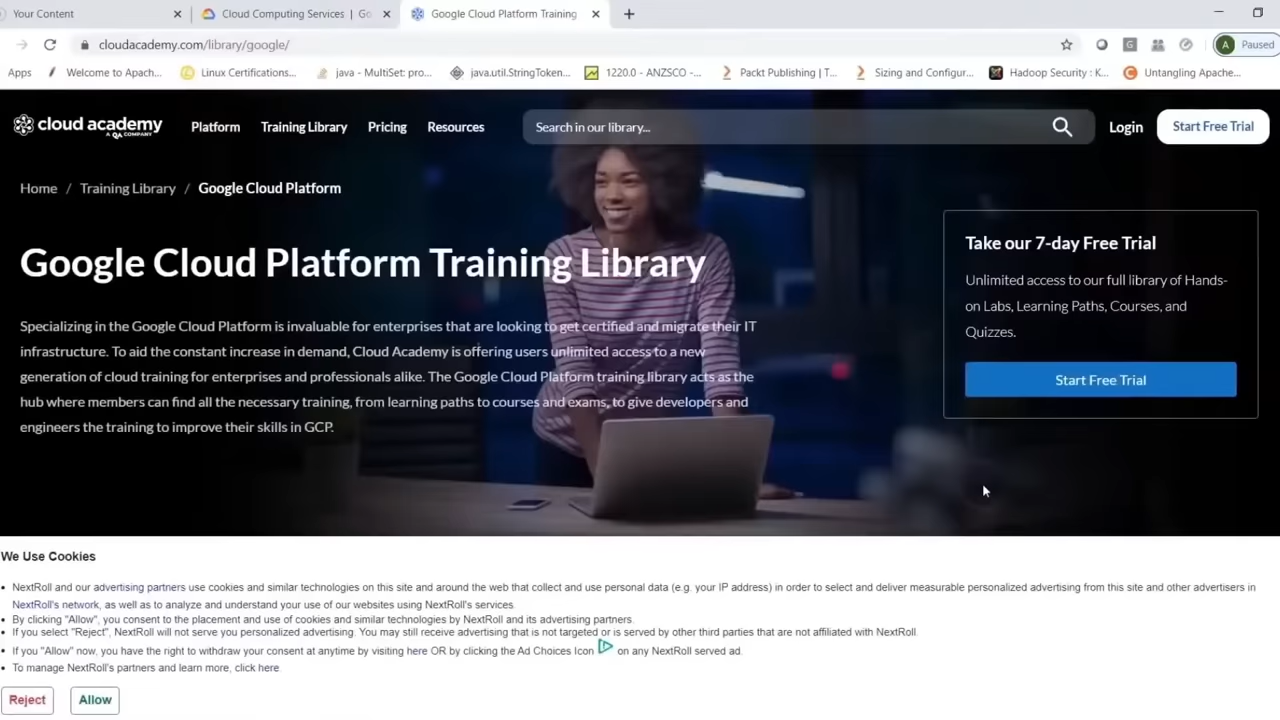 Your Content
Cloud Computing Services | Go
Google Cloud Platform Training
cloudacademy.com/library/google/
G
A
Paused
Apps
Welcome to Apach...
Linux Certifications...
java - MultiSet: pro...
java.util.StringToken...
1220.0 - ANZSCO -...
Packt Publishing | T...
Sizing and Configur...
Hadoop Security : K...
Untangling Apache...
cloud academy
A QA COMPANY
Platform
Training Library
Pricing
Resources
Search in our library...
Login
Start Free Trial
Home / Training Library / Google Cloud Platform
Google Cloud Platform Training Library
Specializing in the Google Cloud Platform is invaluable for enterprises that are looking to get certified and migrate their IT
infrastructure. To aid the constant increase in demand, Cloud Academy is offering users unlimited access to a new
generation of cloud training for enterprises and professionals alike. The Google Cloud Platform training library acts as the
hub where members can find all the necessary training, from learning paths to courses and exams, to give developers and
engineers the training to improve their skills in GCP.
Take our 7-day Free Trial
Unlimited access to our full library of Hands-
on Labs, Learning Paths, Courses, and
Quizzes.
Start Free Trial
We Use Cookies
• NextRoll and our advertising partners use cookies and similar technologies on this site and around the web that collect and use personal data (e.g. your IP address) in order to select and deliver measurable personalized advertising from this site and other advertisers in
NextRoll's network, as well as to analyze and understand your use of our websites using NextRoll's services.
• By clicking "Allow", you consent to the placement and use of cookies and similar technologies by NextRoll and its advertising partners.
• If you select "Reject", NextRoll will not serve you personalized advertising. You may still receive advertising that is not targeted or is served by other third parties that are not affiliated with NextRoll.
• If you "Allow" now, you have the right to withdraw your consent at anytime by visiting here OR by clicking the Ad Choices Icon on any NextRoll served ad.
• To manage NextRoll's partners and learn more, click here.
Reject
Allow